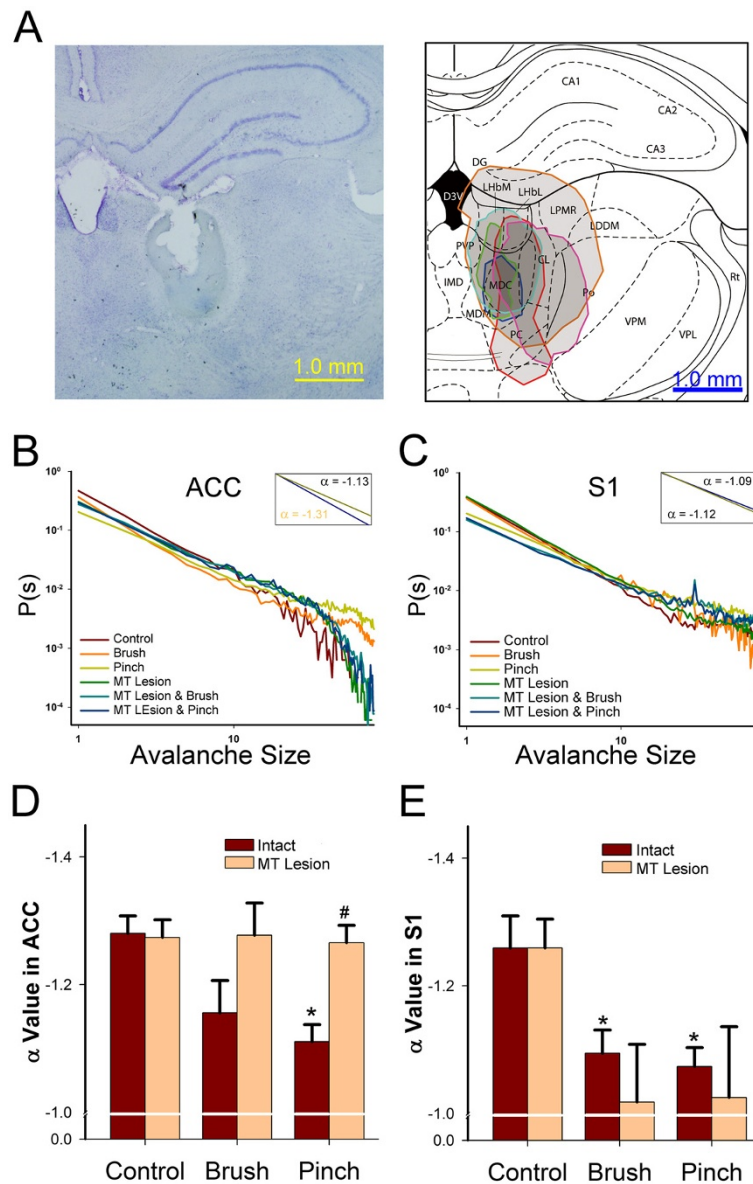 A
1.0 mm
CA1
CA2
CA3
DG
D3V
LHbM
LHbL
LPMR
LDDM
PVP
CL
Rt
IMD
MDC
Po
MDM
VPM
VPL
PC
1.0 mm
B
ACC
α = -1.13
α = -1.31
P(s)
10⁰
10⁻¹
10⁻²
10⁻³
10⁻⁴
Control
Brush
Pinch
MT Lesion
MT Lesion & Brush
MT LEsion & Pinch
1
10
Avalanche Size
C
S1
α = -1.09
α = -1.12
P(s)
10⁰
10⁻¹
10⁻²
10⁻³
10⁻⁴
Control
Brush
Pinch
MT Lesion
MT Lesion & Brush
MT Lesion & Pinch
1
10
Avalanche Size
D
α Value in ACC
-1.4
-1.2
-1.0
0.0
Intact
MT Lesion
*
#
Control Brush Pinch
E
α Value in S1
-1.4
-1.2
-1.0
0.0
Intact
MT Lesion
*
*
Control Brush Pinch